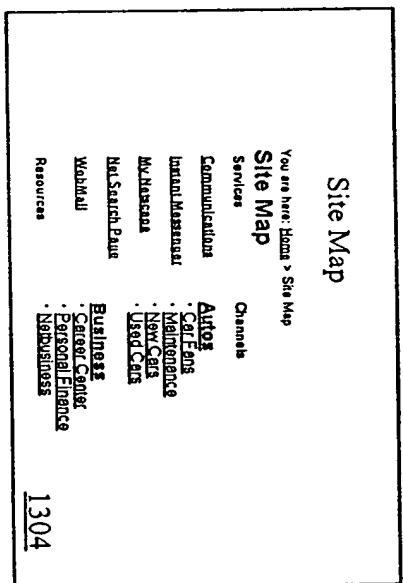 Site Map
You are here: Home > Site Map
Site Map
Services
Communications
Instant Messenger
My Netscape
Net Search Page
WebMail
Resources
Channels
Autos
· Car Fans
· Maintenance
· New Cars
· Used Cars
Business
· Career Center
· Personal Finance
· Netbusiness
1304